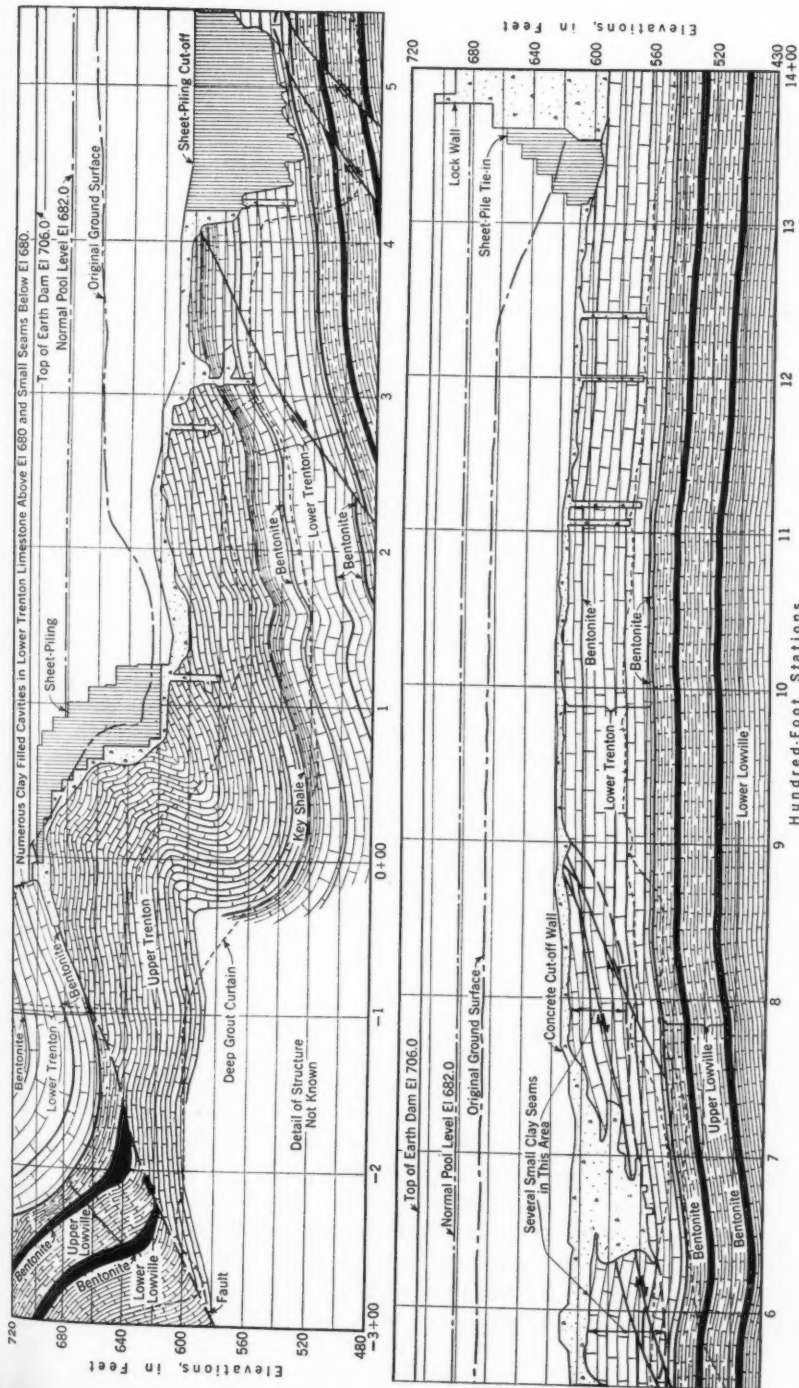 Numerous Clay Filled Cavities in Lower Trenton Limestone Above El 680 and Small Seams Below El 680.
Top of Earth Dam El 706.0
Normal Pool Level El 682.0
Original Ground Surface
Sheet-Piling
Sheet-Piling Cut-off
Bentonite
Lower Trenton
Bentonite
Bentonite
Upper
Lowville
Bentonite
Lower
Lowville
Fault
Upper Trenton
Deep Grout Curtain
Detail of Structure
Not Known
Key Shale
Bentonite
Lower Trenton
Bentonite
Elevations, in Feet
720
680
640
600
560
520
480
-3+00
-2
-1
0+00
1
2
3
4
5
Top of Earth Dam El 706.0
Normal Pool Level El 682.0
Original Ground Surface
Several Small Clay Seams
in This Area
Concrete Cut-off Wall
Bentonite
Bentonite
Upper Lowville
Lower Trenton
Bentonite
Bentonite
Lower Lowville
Sheet-Pile Tie-in
Lock Wall
Elevations, in Feet
720
680
640
600
560
520
430
6
7
8
9
10
11
12
13
14+00
Hundred-Foot Stations